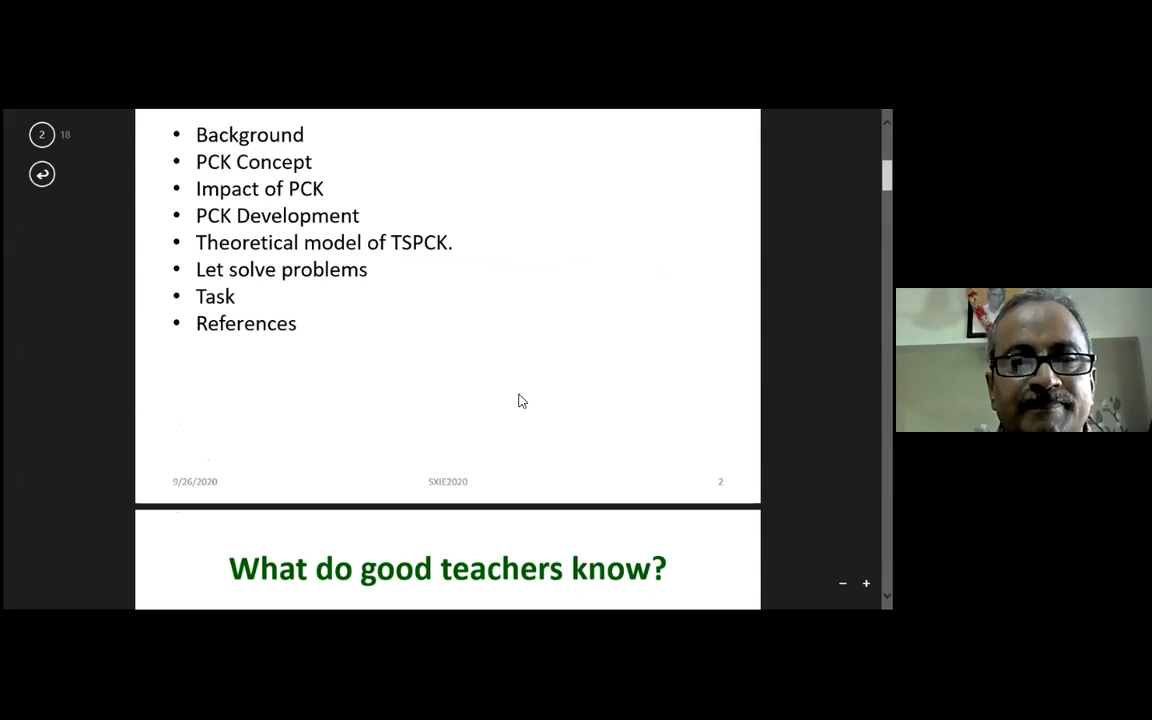 2 18
• Background
• PCK Concept
• Impact of PCK
• PCK Development
• Theoretical model of TSPCK.
• Let solve problems
• Task
• References
9/26/2020 SXIE2020 2
What do good teachers know?